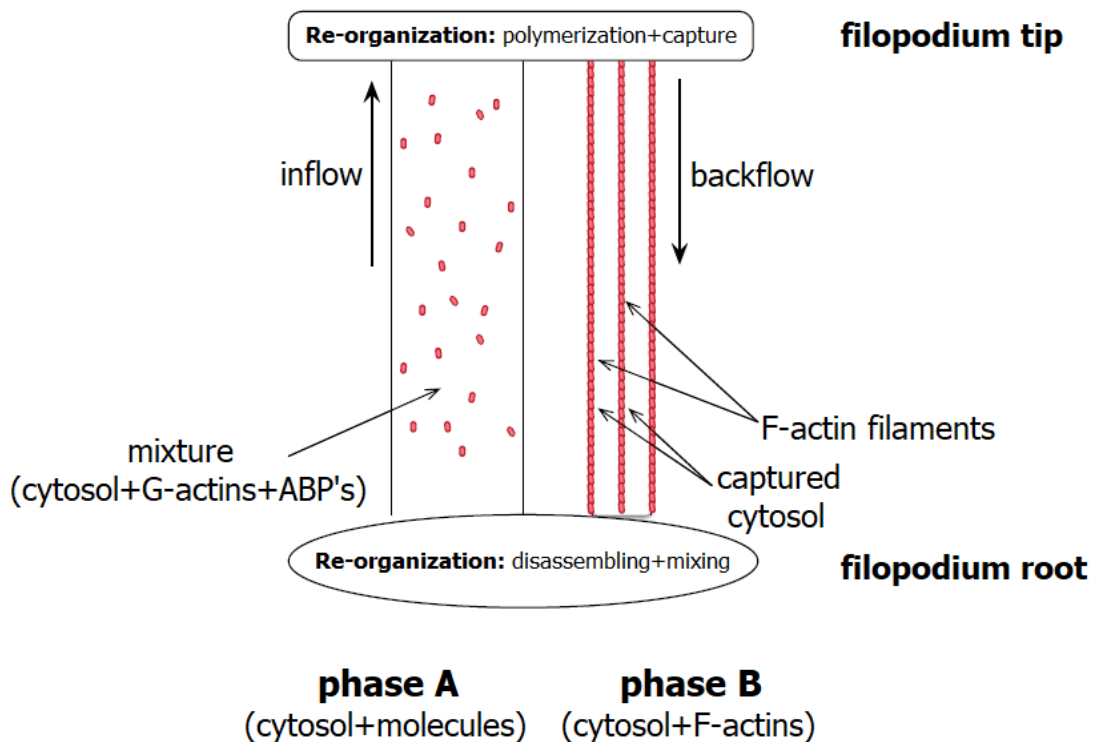 Re-organization: polymerization+capture
filopodium tip
inflow
backflow
F-actin filaments
mixture
(cytosol+G-actins+ABP's)
captured
cytosol
Re-organization: disassembling+mixing
filopodium root
phase A
(cytosol+molecules)
phase B
(cytosol+F-actins)